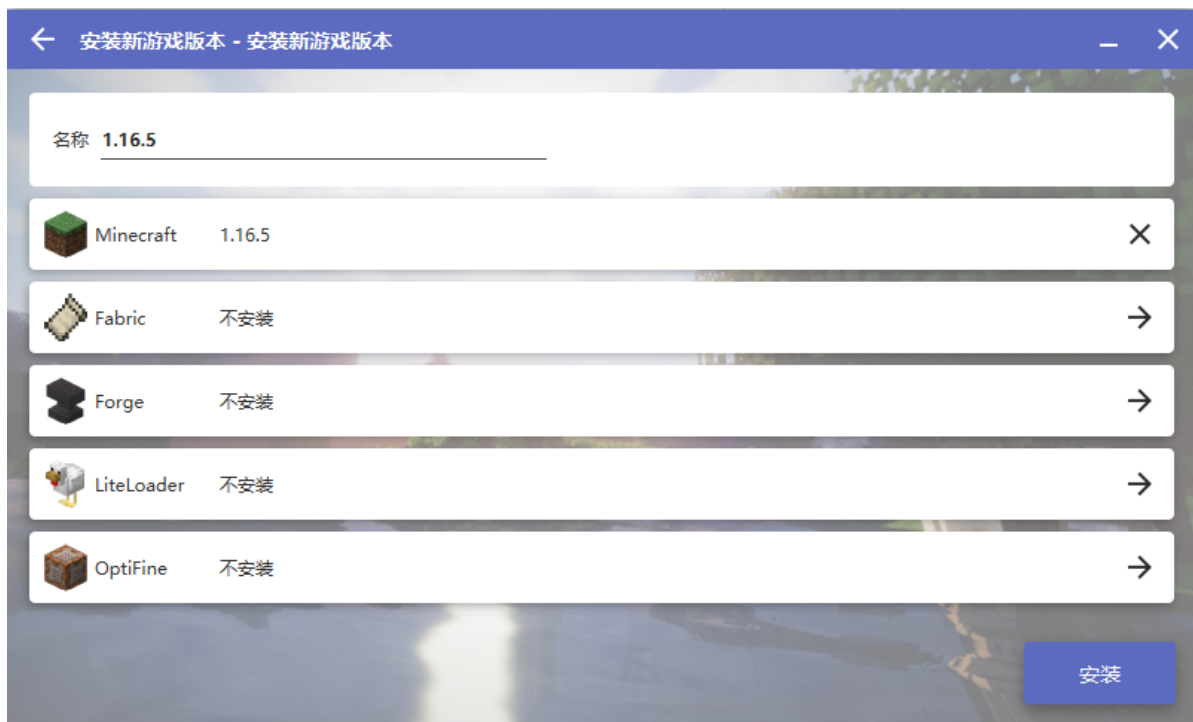 安装新游戏版本 - 安装新游戏版本
名称 1.16.5
Minecraft 1.16.5
Fabric 不安装
Forge 不安装
LiteLoader 不安装
OptiFine 不安装
安装